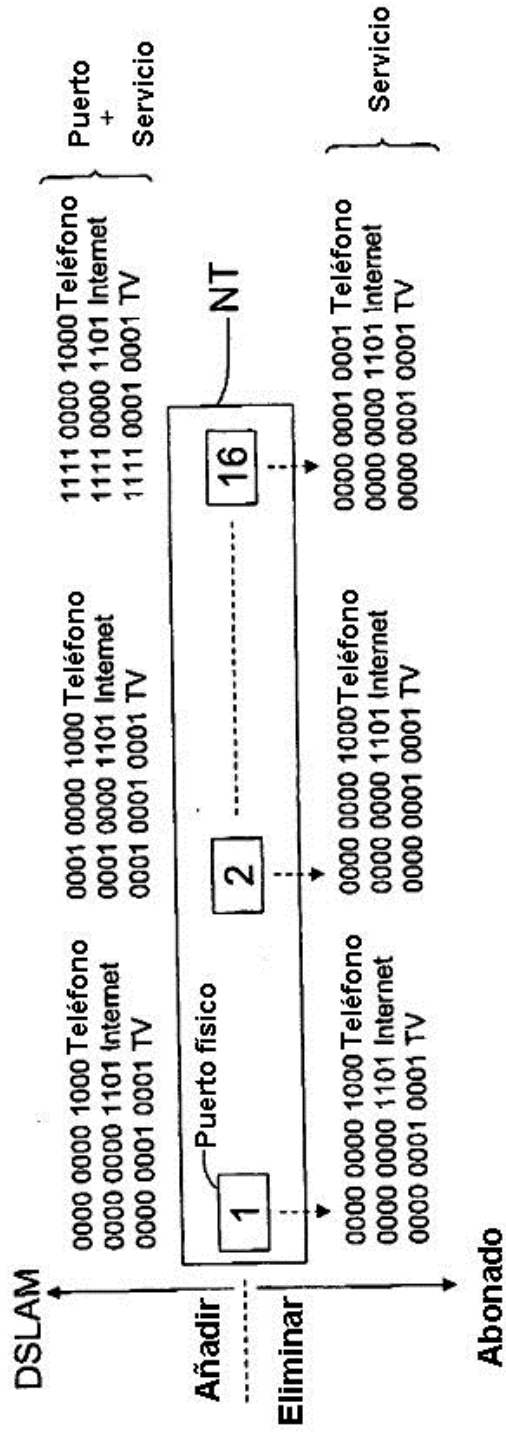 DSLAM
0000 0000 1000 Teléfono
0000 0000 1101 Internet
0000 0001 0001 TV
0001 0000 1000 Teléfono
0001 0000 1101 Internet
0001 0001 0001 TV
1111 0000 1000 Teléfono
1111 0000 1101 Internet
1111 0001 0001 TV
Puerto
+
Servicio
Añadir
Eliminar
1
Puerto físico
2
16
NT
0000 0000 1000 Teléfono
0000 0000 1101 Internet
0000 0001 0001 TV
0000 0000 1000 Teléfono
0000 0000 1101 Internet
0000 0001 0001 TV
0000 0001 0001 Teléfono
0000 0000 1101 Internet
0000 0001 0001 TV
Servicio
Abonado